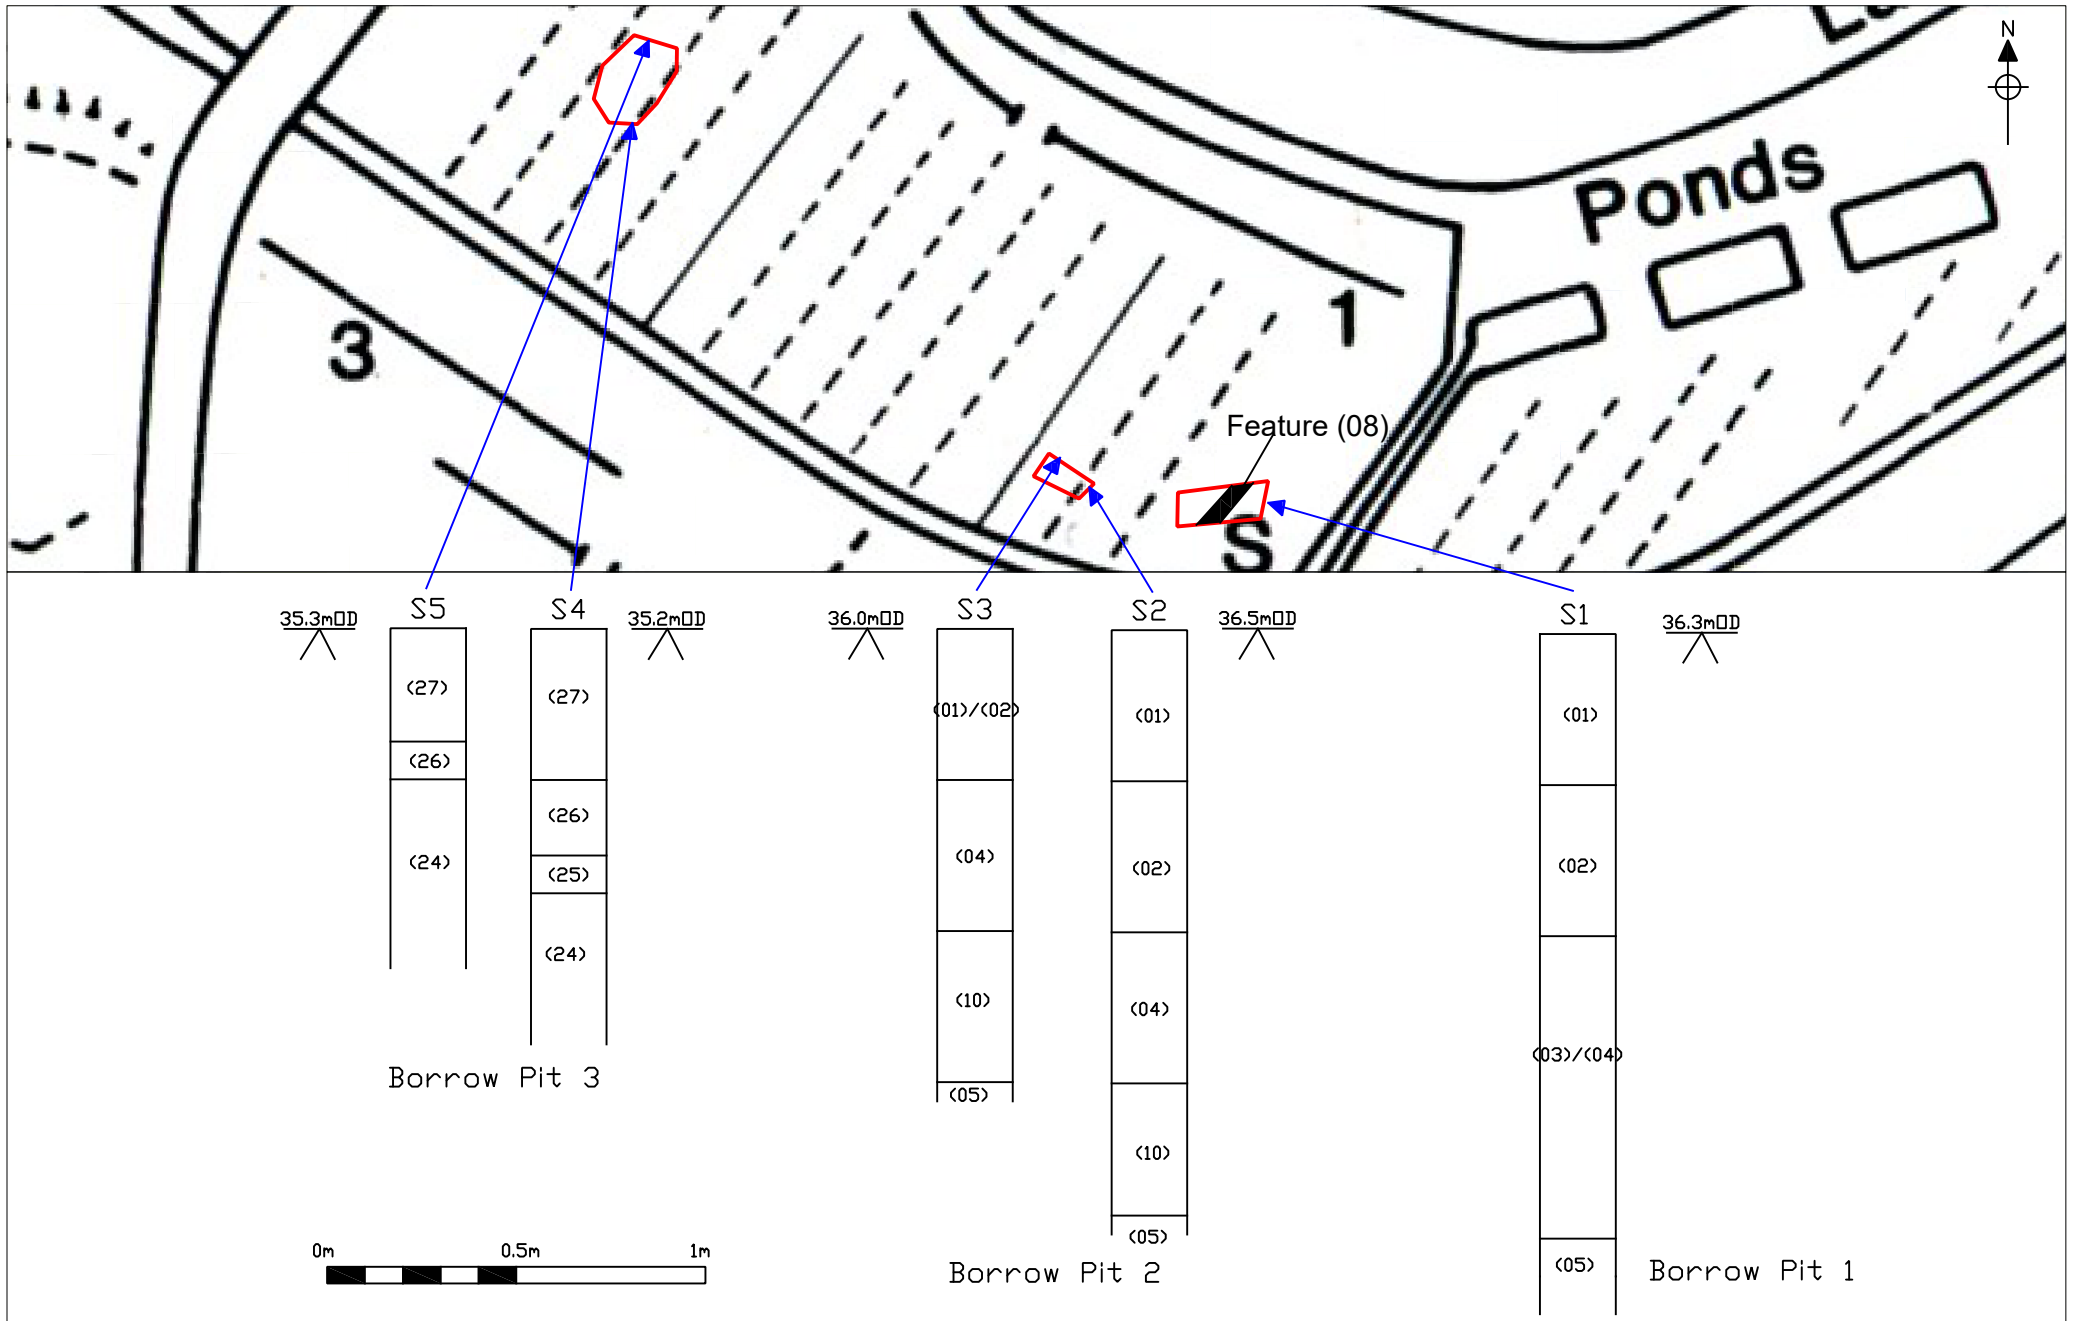 N
Ponds
3
1
Feature (08)
S
S5
S4
S3
S2
S1
35.3mOD
35.2mOD
36.0mOD
36.5mOD
36.3mOD
(27)
(26)
(24)
(27)
(26)
(25)
(24)
(01)/(02)
(04)
(10)
(05)
(01)
(02)
(04)
(10)
(05)
(01)
(02)
(03)/(04)
(05)
Borrow Pit 3
Borrow Pit 2
Borrow Pit 1
0m
0.5m
1m